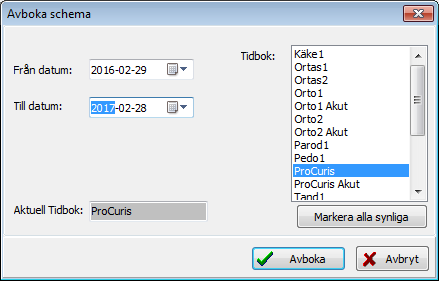 Avboka schema
Från datum: 2016-02-29
Till datum: 2017-02-28
Aktuell Tidbok: ProCuris
Tidbok:
Käke1
Ortas1
Ortas2
Orto1
Orto1 Akut
Orto2
Orto2 Akut
Parod1
Pedo1
ProCuris
ProCuris Akut
Tand1
Markera alla synliga
Avboka
Avbryt